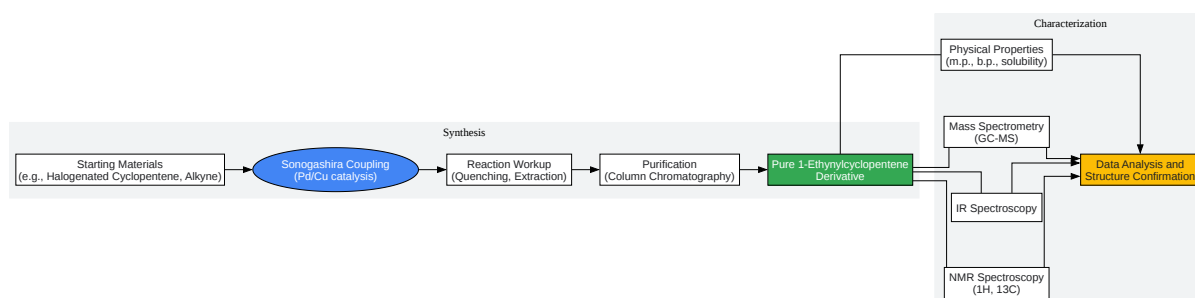 Characterization
Physical Properties
(m.p., b.p., solubility)
Synthesis
Starting Materials
(e.g., Halogenated Cyclopentene, Alkyne)
Sonogashira Coupling
(Pd/Cu catalysis)
Reaction Workup
(Quenching, Extraction)
Purification
(Column Chromatography)
Pure 1-Ethynylcyclopentene
Derivative
Mass Spectrometry
(GC-MS)
IR Spectroscopy
NMR Spectroscopy
(1H, 13C)
Data Analysis and
Structure Confirmation